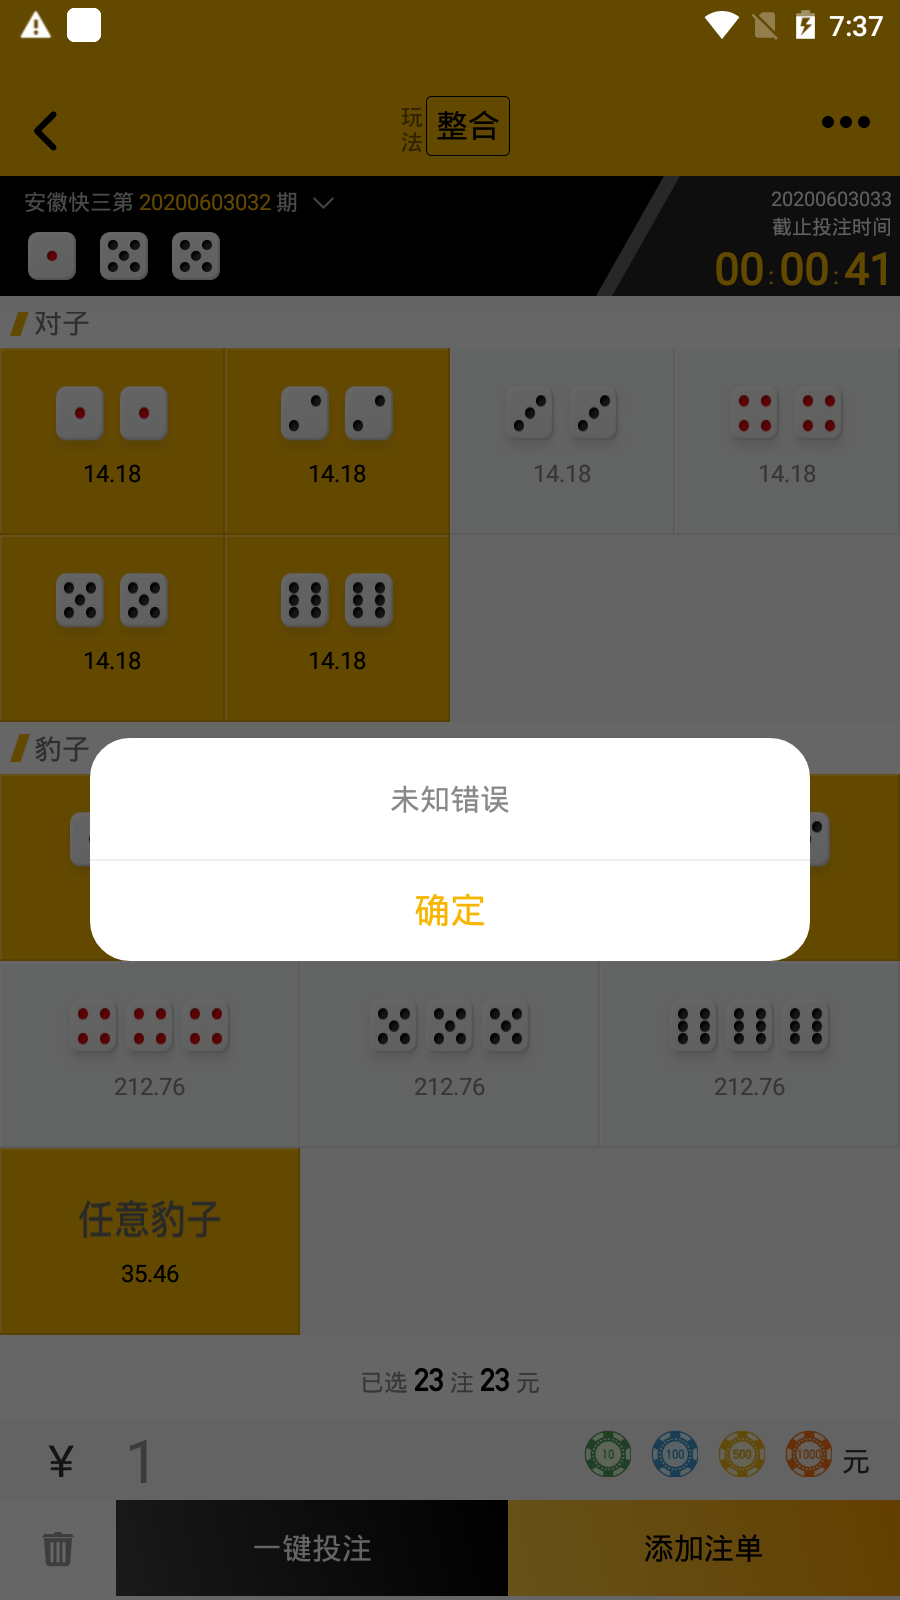 7:37
玩法
整合
安徽快三第 20200603032 期
20200603033
截止投注时间
00:00:41
对子
14.18
14.18
14.18
14.18
14.18
14.18
豹子
未知错误
确定
212.76
212.76
212.76
任意豹子
35.46
已选 23 注 23 元
¥ 1
10
100
500
1000
元
一键投注
添加注单